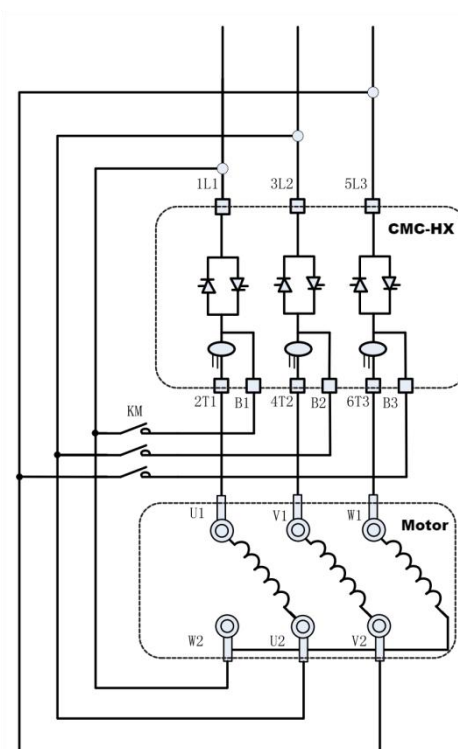 1L1 3L2 5L3
CMC-HX
2T1 B1 4T2 B2 6T3 B3
KM
U1 V1 W1
Motor
W2 U2 V2